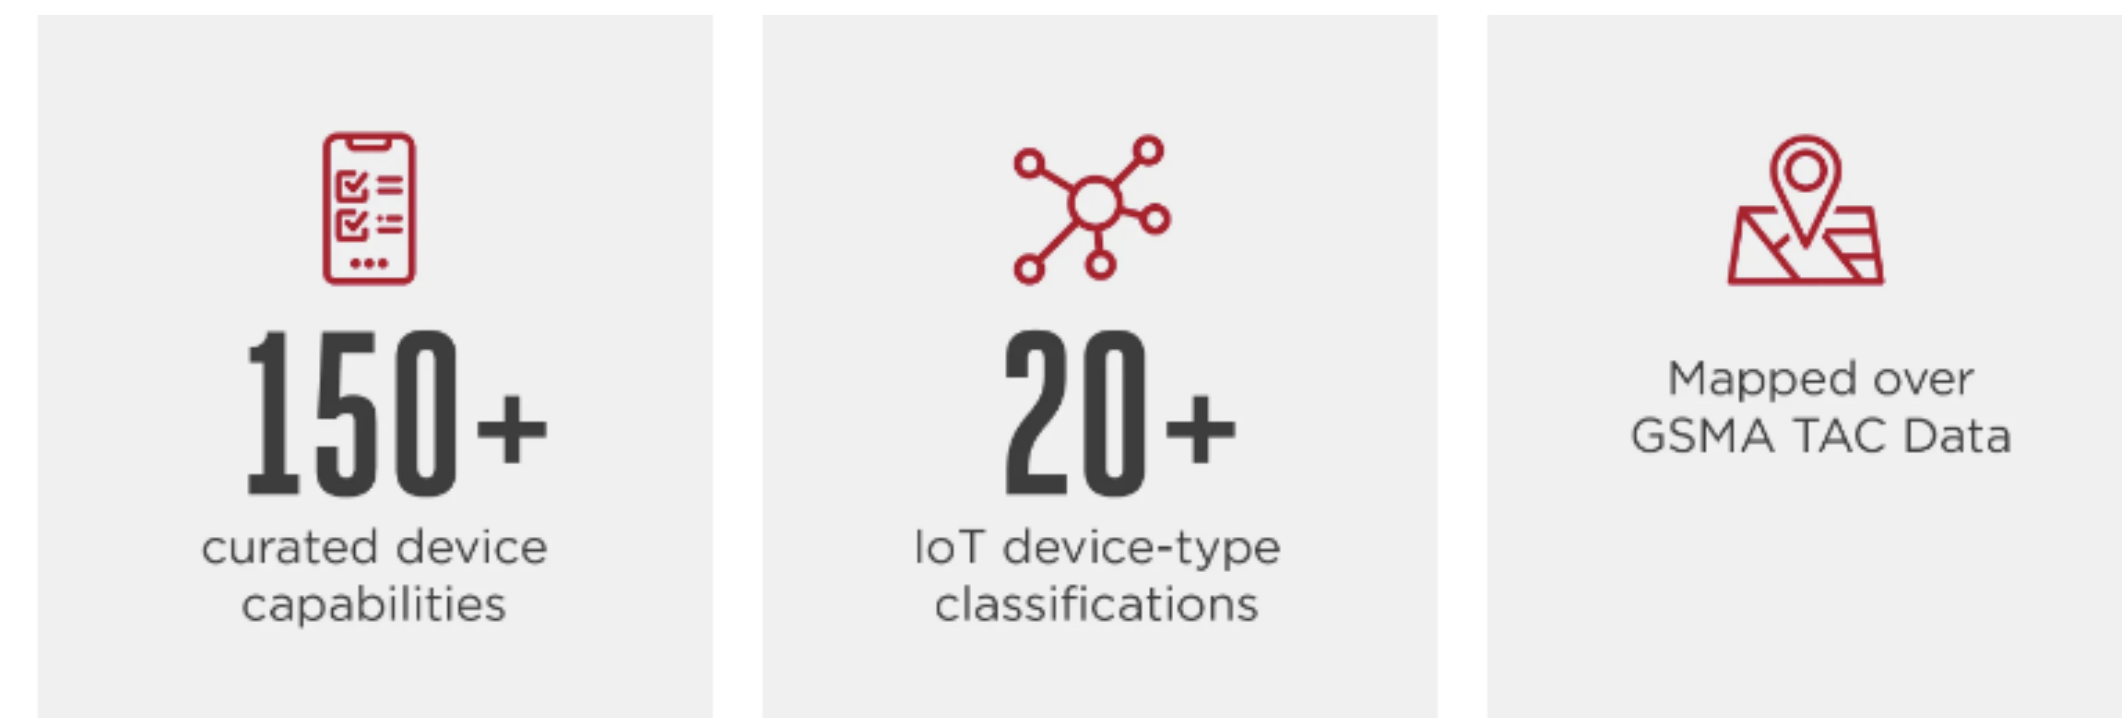 150+
curated device
capabilities
20+
IoT device-type
classifications
Mapped over
GSMA TAC Data